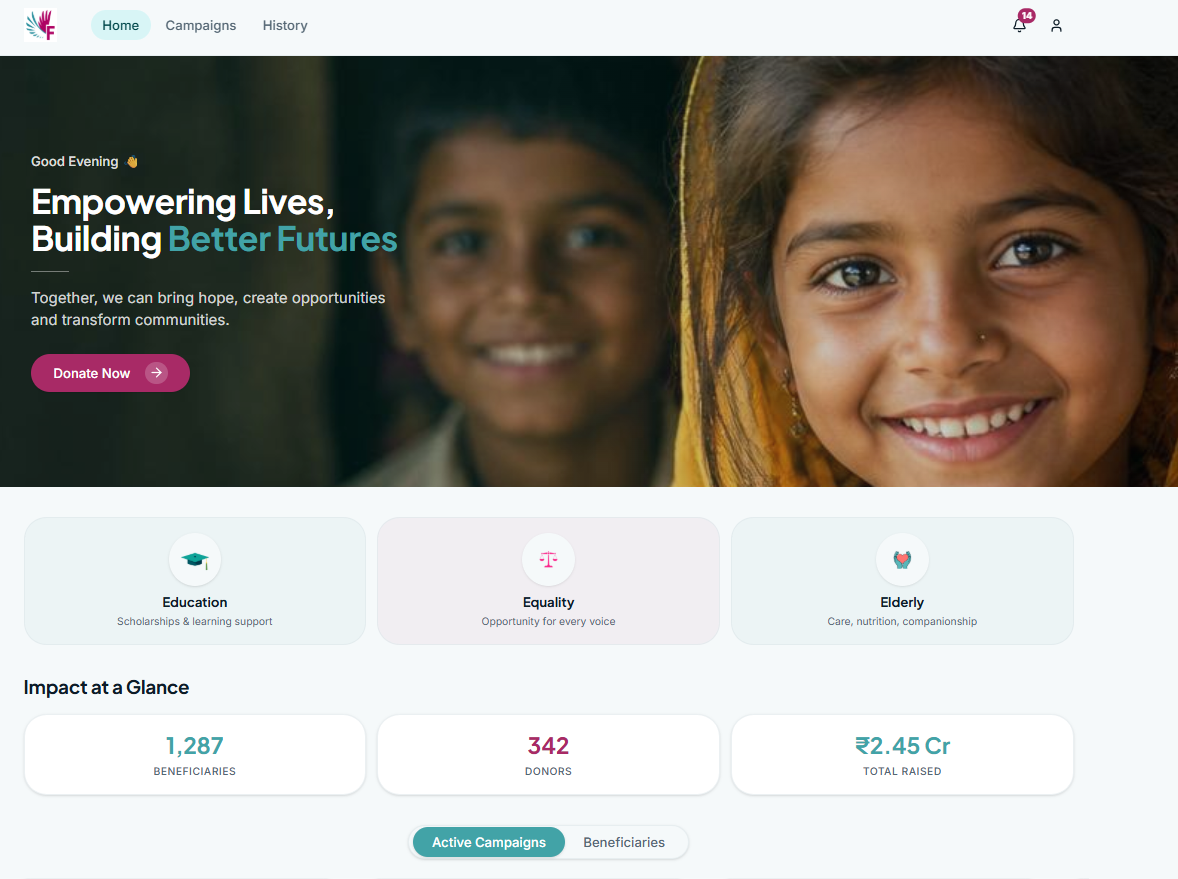 F
Home
Campaigns
History
14
Good Evening 👋
Empowering Lives,
Building Better Futures
Together, we can bring hope, create opportunities
and transform communities.
Donate Now
Education
Scholarships & learning support
Equality
Opportunity for every voice
Elderly
Care, nutrition, companionship
Impact at a Glance
1,287
BENEFICIARIES
342
DONORS
₹2.45 Cr
TOTAL RAISED
Active Campaigns
Beneficiaries